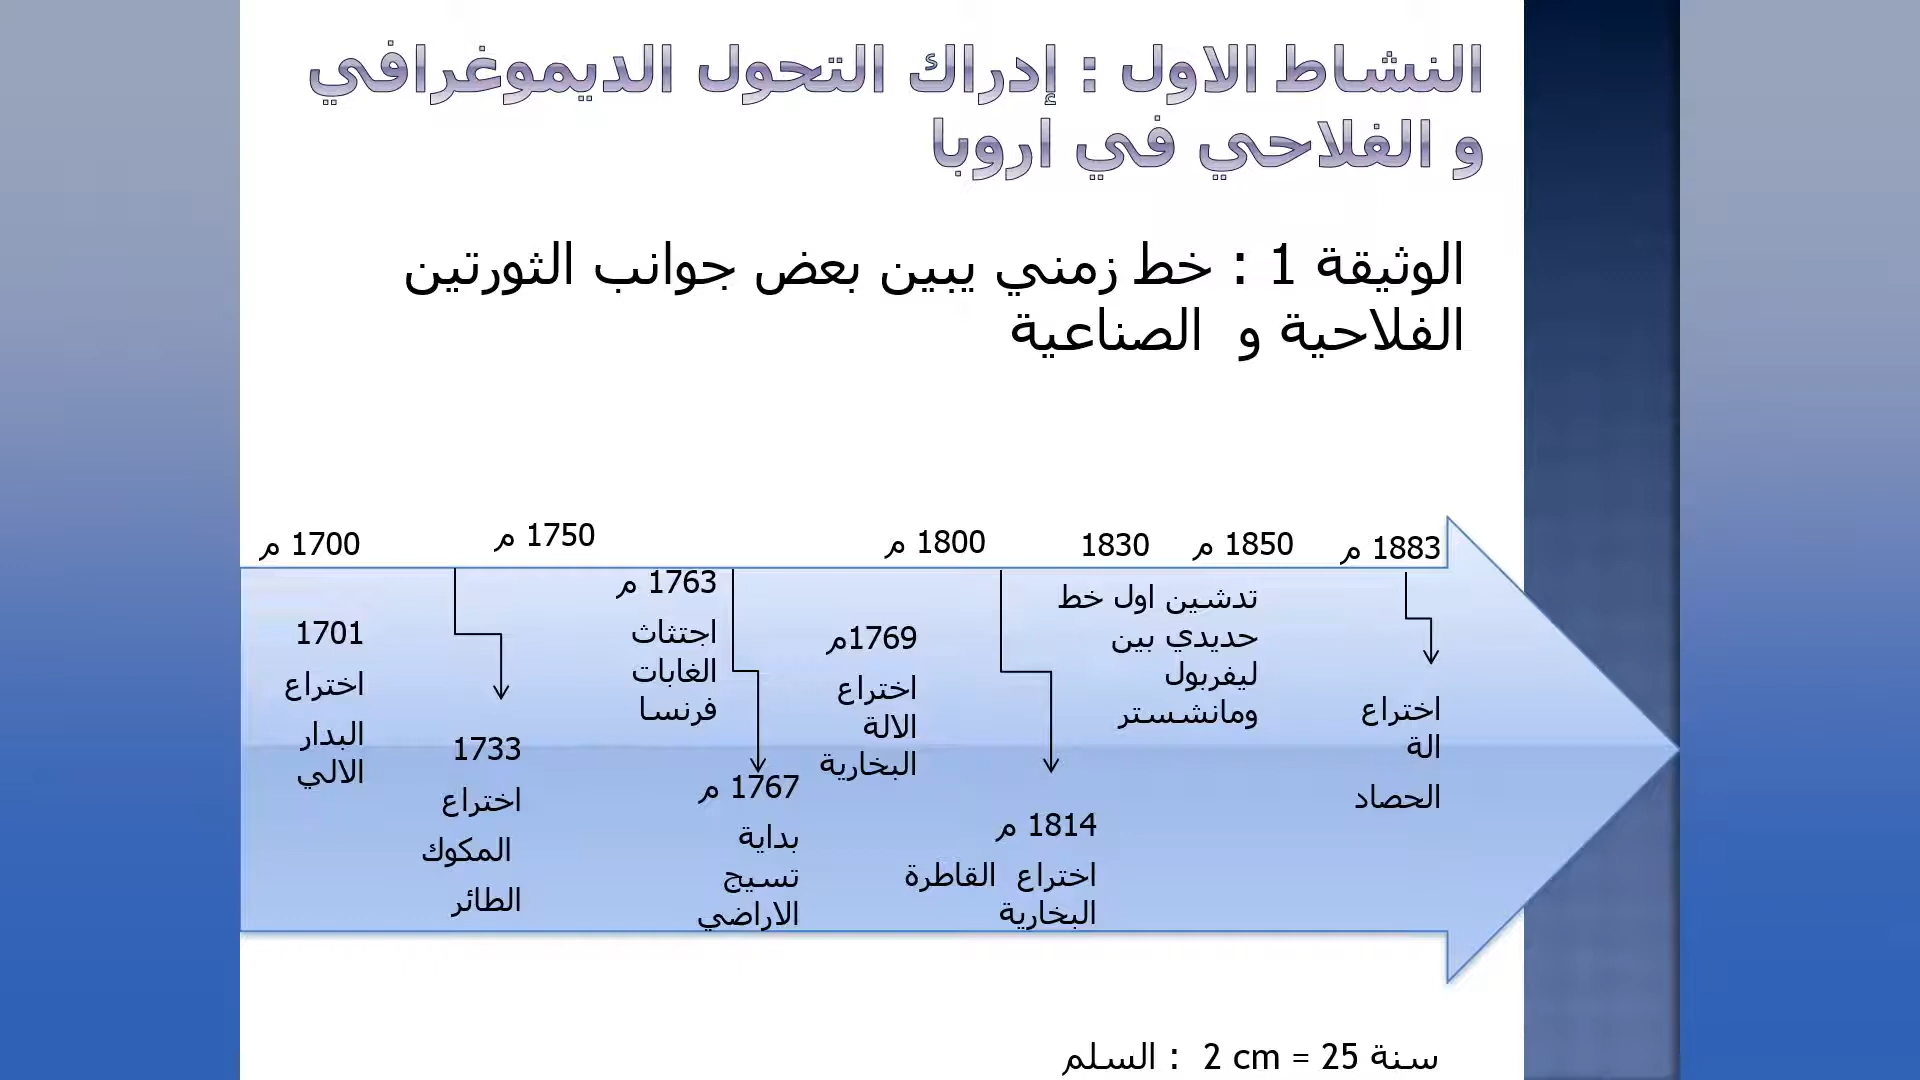 النشاط الاول : إدراك التحول الديموغرافي
و الفلاحي في اروبا
الوثيقة 1 : خط زمني يبين بعض جوانب الثورتين
الفلاحية و الصناعية
1700 م
1750 م
1800 م
1830
1850 م
1883 م
1701
اختراع
البدار
الالي
1733
اختراع
المكوك
الطائر
1763 م
اجتثاث
الغابات
فرنسا
1767 م
بداية
تسيج
الاراضي
1769م
اختراع
الالة
البخارية
1814 م
اختراع القاطرة
البخارية
تدشين اول خط
حديدي بين
ليفربول
ومانشستر
اختراع
الة
الحصاد
السلم : 2 cm = 25 سنة